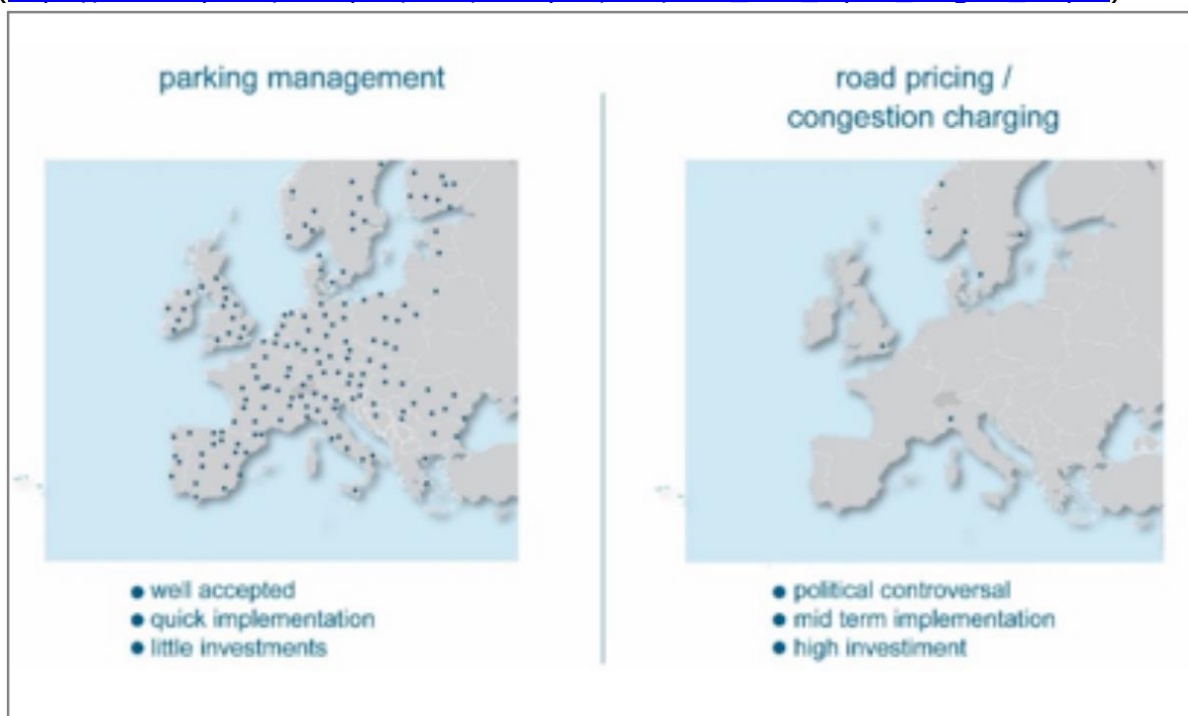 parking management
road pricing /
congestion charging
well accepted
quick implementation
little investments
political controversal
mid term implementation
high investiment